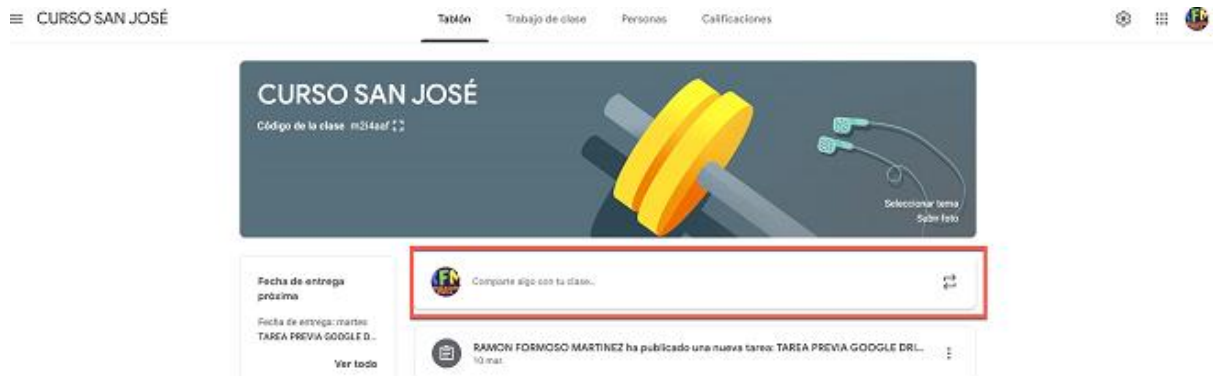 CURSO SAN JOSÉ
Tablón Trabajo de clase Personas Calificaciones
CURSO SAN JOSÉ
Código de la clase m2i4aaf
Seleccionar tema
Subir foto
Fecha de entrega
próxima
Fecha de entrega: martes
TAREA PREVIA GOOGLE D...
Ver todo
Comparte algo con tu clase...
RAMON FORMOSO MARTINEZ ha publicado una nueva tarea: TAREA PREVIA GOOGLE DRI...
10 mar.